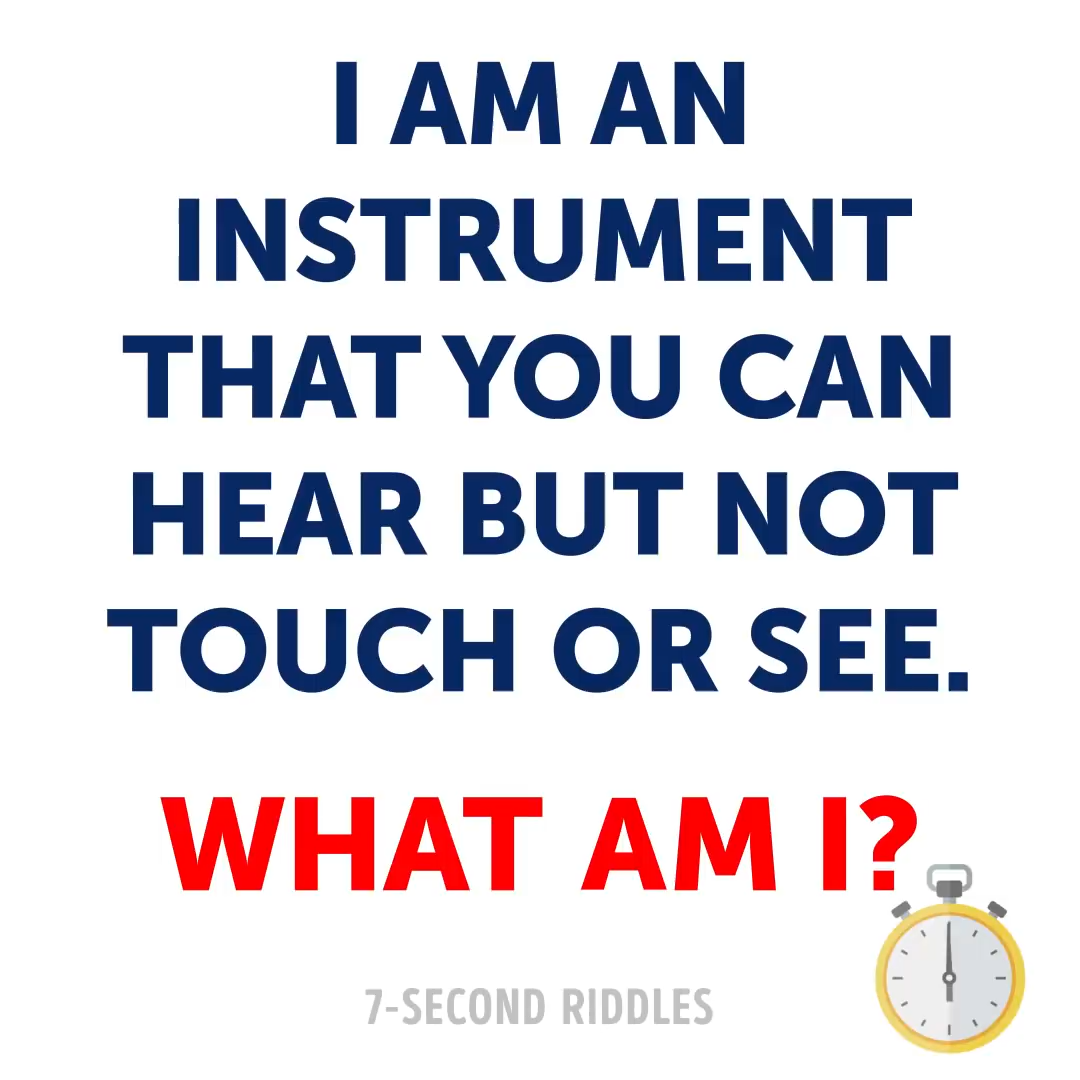 I AM AN
INSTRUMENT
THAT YOU CAN
HEAR BUT NOT
TOUCH OR SEE.
WHAT AM I?
7-SECOND RIDDLES